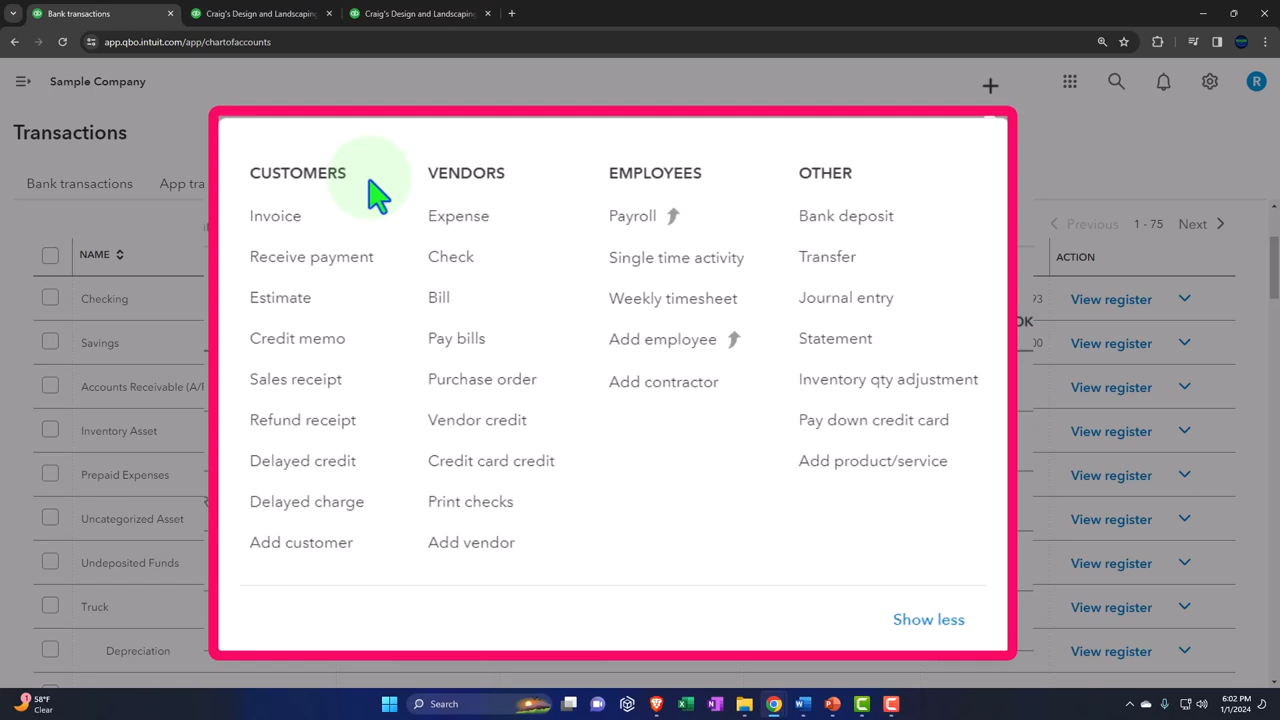 Bank transactions
Craig's Design and Landscaping
Craig's Design and Landscaping
app.qbo.intuit.com/app/chartofaccounts
Sample Company
R
Transactions
Bank transactions
App tra
Previous 1 - 75 Next
NAME
ACTION
Checking
93
View register
Savings
00
View register
Accounts Receivable (A/
View register
Inventory Asset
View register
Prepaid Expenses
View register
Uncategorized Asset
View register
Undeposited Funds
View register
Truck
View register
Depreciation
View register
OK
CUSTOMERS
Invoice
Receive payment
Estimate
Credit memo
Sales receipt
Refund receipt
Delayed credit
Delayed charge
Add customer
VENDORS
Expense
Check
Bill
Pay bills
Purchase order
Vendor credit
Credit card credit
Print checks
Add vendor
EMPLOYEES
Payroll
Single time activity
Weekly timesheet
Add employee
Add contractor
OTHER
Bank deposit
Transfer
Journal entry
Statement
Inventory qty adjustment
Pay down credit card
Add product/service
Show less
1
58°F
Clear
Search
6:02 PM
1/1/2024